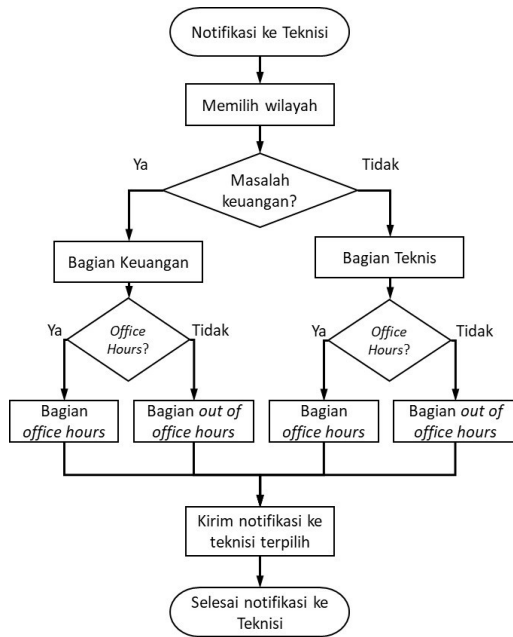 Notifikasi ke Teknisi
Memilih wilayah
Ya
Tidak
Masalah
keuangan?
Bagian Keuangan
Bagian Teknis
Ya
Office
Hours?
Tidak
Ya
Office
Hours?
Tidak
Bagian
office hours
Bagian out of
office hours
Bagian
office hours
Bagian out of
office hours
Kirim notifikasi ke
teknisi terpilih
Selesai notifikasi ke
Teknisi